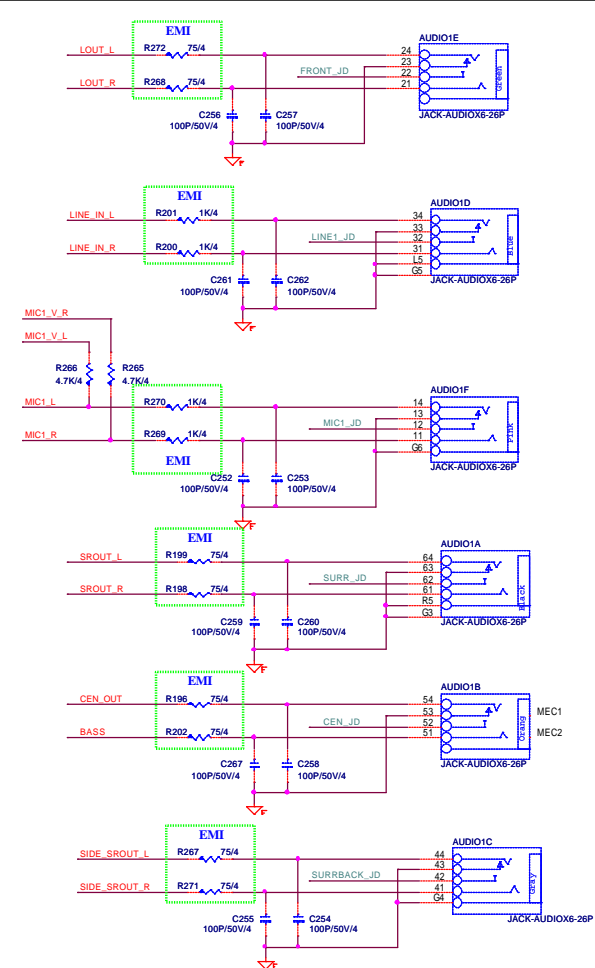 EMI
AUDIO1E
LOUT_L R272 75/4 24
23
FRONT_JD 22
LOUT_R R268 75/4 21
Green
C256 C257
100P/50V/4 100P/50V/4
JACK-AUDIOX6-26P
F
EMI
AUDIO1D
LINE_IN_L R201 1K/4 34
33
LINE1_JD 32
LINE_IN_R R200 1K/4 31
L5
G5
Blue
C261 C262
100P/50V/4 100P/50V/4
JACK-AUDIOX6-26P
F
MIC1_V_R
MIC1_V_L
R266 R265
4.7K/4 4.7K/4
AUDIO1F
MIC1_L R270 1K/4 14
13
MIC1_JD 12
MIC1_R R269 1K/4 11
G6
Pink
EMI
C252 C253
100P/50V/4 100P/50V/4
JACK-AUDIOX6-26P
F
EMI
AUDIO1A
SROUT_L R199 75/4 64
63
SURR_JD 62
SROUT_R R198 75/4 61
R5
G3
Black
C259 C260
100P/50V/4 100P/50V/4
JACK-AUDIOX6-26P
F
EMI
AUDIO1B
CEN_OUT R196 75/4 54
53 MEC1
CEN_JD 52
BASS R202 75/4 51 MEC2
Orang
C267 C258
100P/50V/4 100P/50V/4
JACK-AUDIOX6-26P
F
EMI
AUDIO1C
SIDE_SROUT_L R267 75/4 44
43
SURRBACK_JD 42
SIDE_SROUT_R R271 75/4 41
G4
Gray
C255 C254
100P/50V/4 100P/50V/4
JACK-AUDIOX6-26P
F